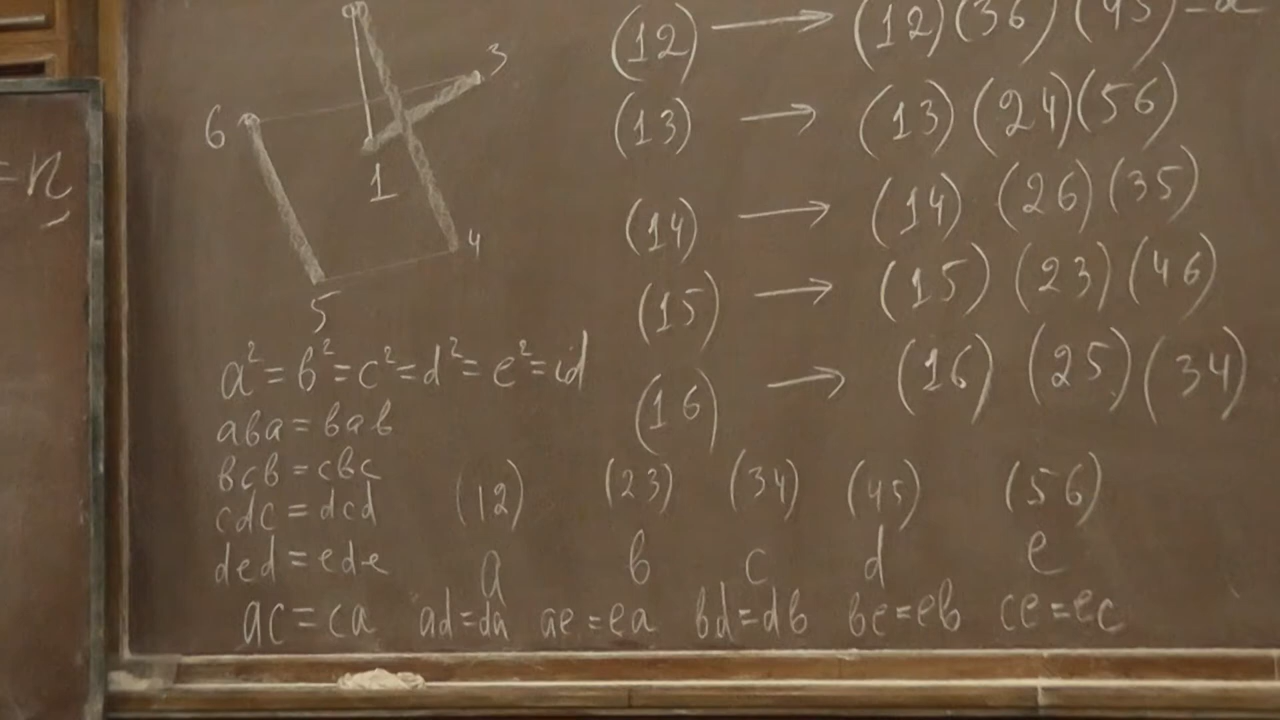 (12) → (12)(36)(45) = a
(13) → (13)(24)(56)
(14) → (14)(26)(35)
(15) → (15)(23)(46)
(16) → (16)(25)(34)
3
6
1
4
5
= n
a² = b² = c² = d² = e² = id
aba = bab
bcb = cbc
cdc = dcd
ded = ede
(12) (23) (34) (45) (56)
a b c d e
ac = ca ad = da ae = ea bd = db be = eb ce = ec